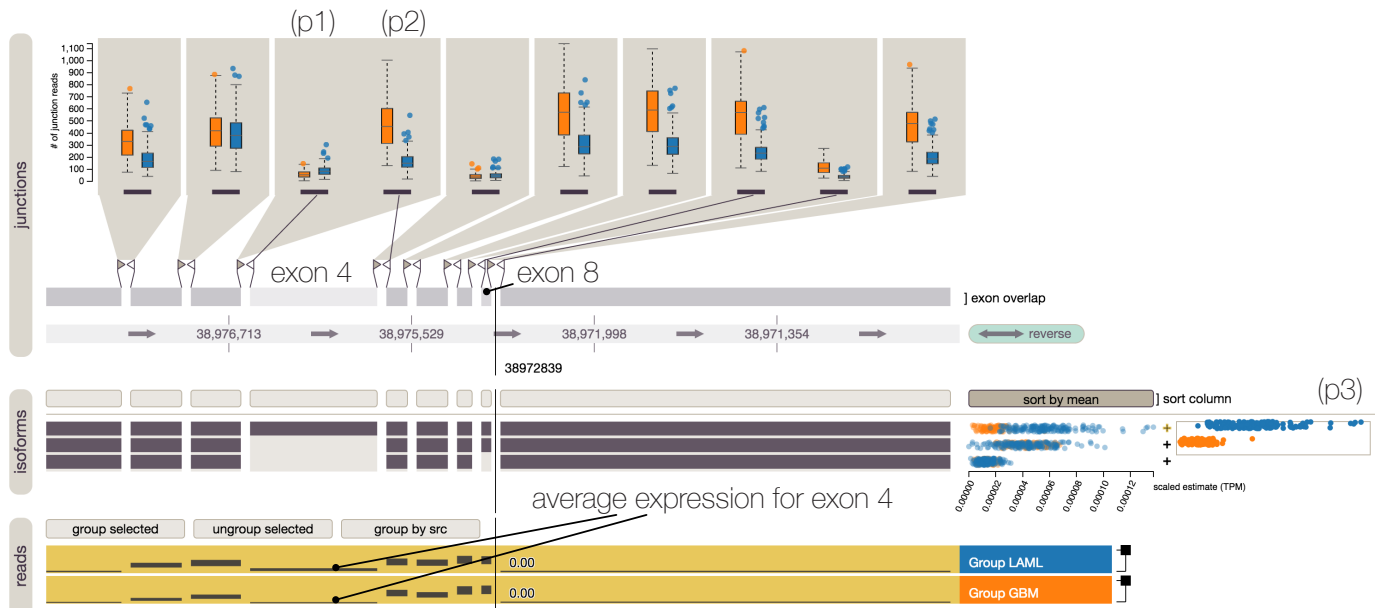 (p1) (p2)
junctions
# of junction reads
1,100
1,000
900
800
700
600
500
400
300
200
100
0
exon 4 exon 8
] exon overlap
38,976,713 38,975,529 38,971,998 38,971,354 reverse
38972839
(p3)
isoforms
sort by mean ] sort column
+
+
+
0.00000 0.00002 0.00004 0.00006 0.00008 0.00010 0.00012
scaled estimate (TPM)
average expression for exon 4
reads
group selected ungroup selected group by src
0.00 Group LAML
0.00 Group GBM